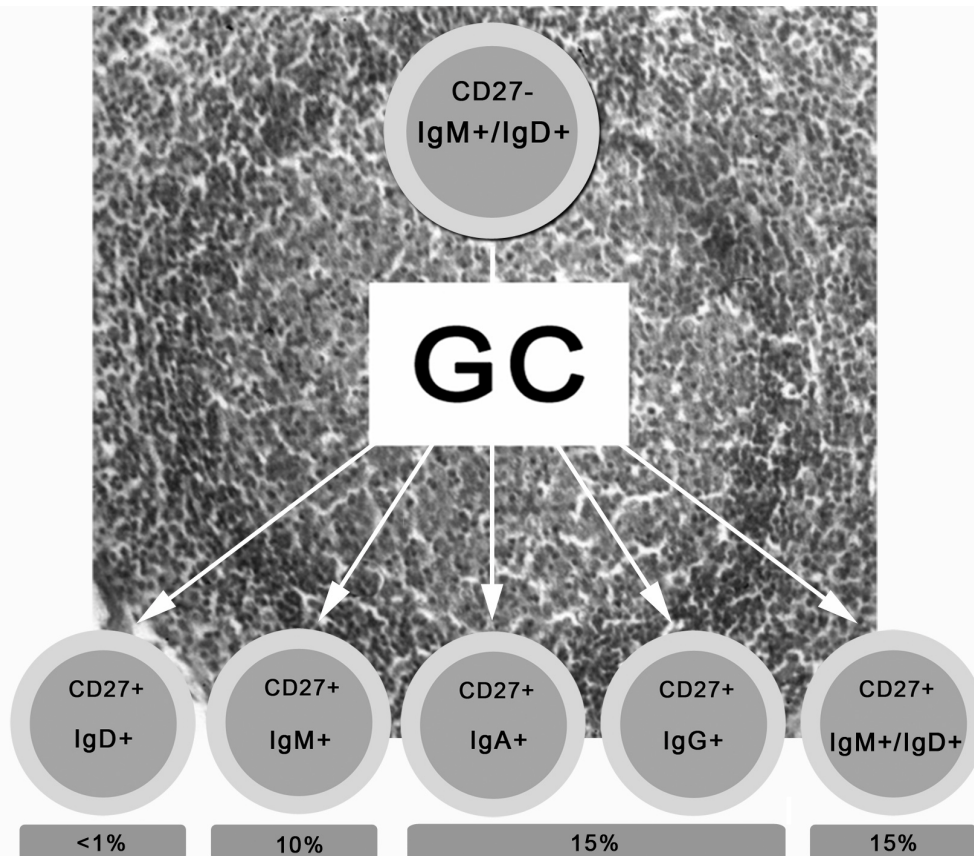 CD27-
IgM+/IgD+
GC
CD27+
IgD+
CD27+
IgM+
CD27+
IgA+
CD27+
IgG+
CD27+
IgM+/IgD+
<1%
10%
15%
15%